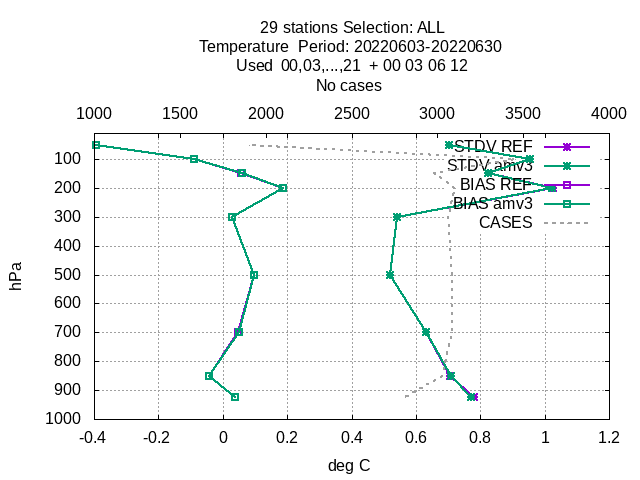 29 stations Selection: ALL
Temperature  Period: 20220603-20220630
Used  00,03,...,21  + 00 03 06 12
No cases
1000 1500 2000 2500 3000 3500 4000
STDV REF
STDV amv3
BIAS REF
BIAS amv3
CASES
100
200
300
400
500
600
700
800
900
1000
hPa
-0.4 -0.2 0 0.2 0.4 0.6 0.8 1 1.2
deg C